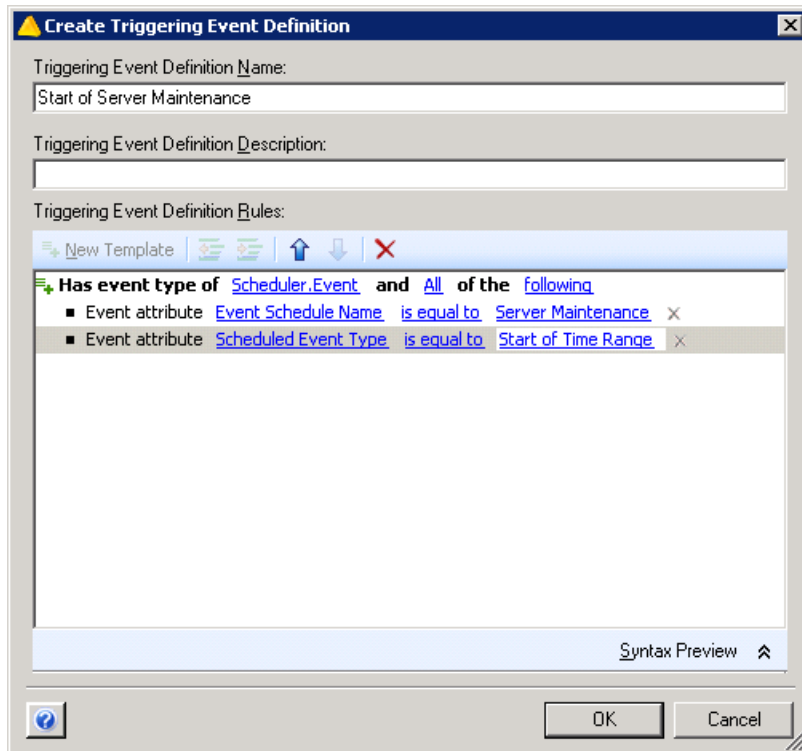 Create Triggering Event Definition
Triggering Event Definition Name:
Start of Server Maintenance
Triggering Event Definition Description:
Triggering Event Definition Rules:
New Template
Has event type of Scheduler.Event and All of the following
Event attribute Event Schedule Name is equal to Server Maintenance
Event attribute Scheduled Event Type is equal to Start of Time Range
Syntax Preview
OK Cancel